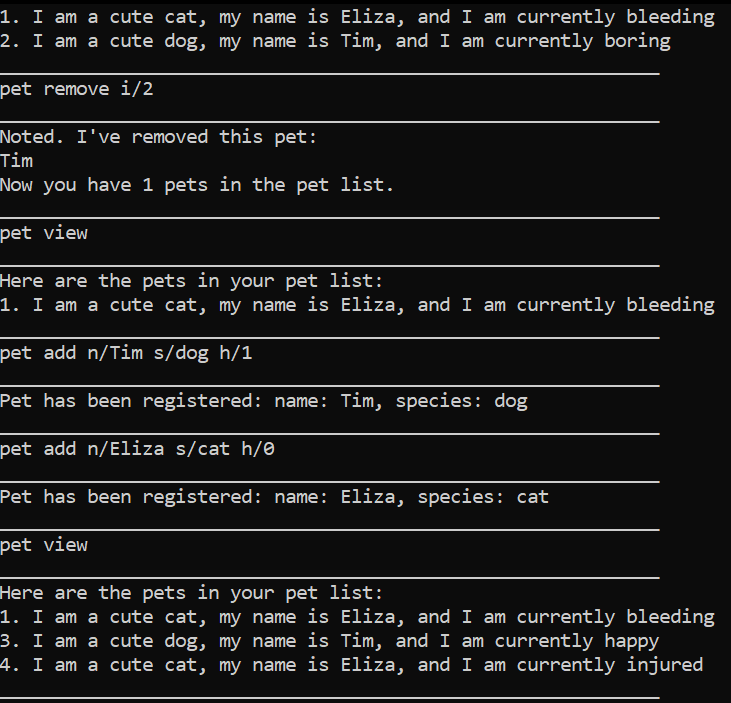 1. I am a cute cat, my name is Eliza, and I am currently bleeding
2. I am a cute dog, my name is Tim, and I am currently boring
pet remove i/2
Noted. I've removed this pet:
Tim
Now you have 1 pets in the pet list.
pet view
Here are the pets in your pet list:
1. I am a cute cat, my name is Eliza, and I am currently bleeding
pet add n/Tim s/dog h/1
Pet has been registered: name: Tim, species: dog
pet add n/Eliza s/cat h/0
Pet has been registered: name: Eliza, species: cat
pet view
Here are the pets in your pet list:
1. I am a cute cat, my name is Eliza, and I am currently bleeding
3. I am a cute dog, my name is Tim, and I am currently happy
4. I am a cute cat, my name is Eliza, and I am currently injured